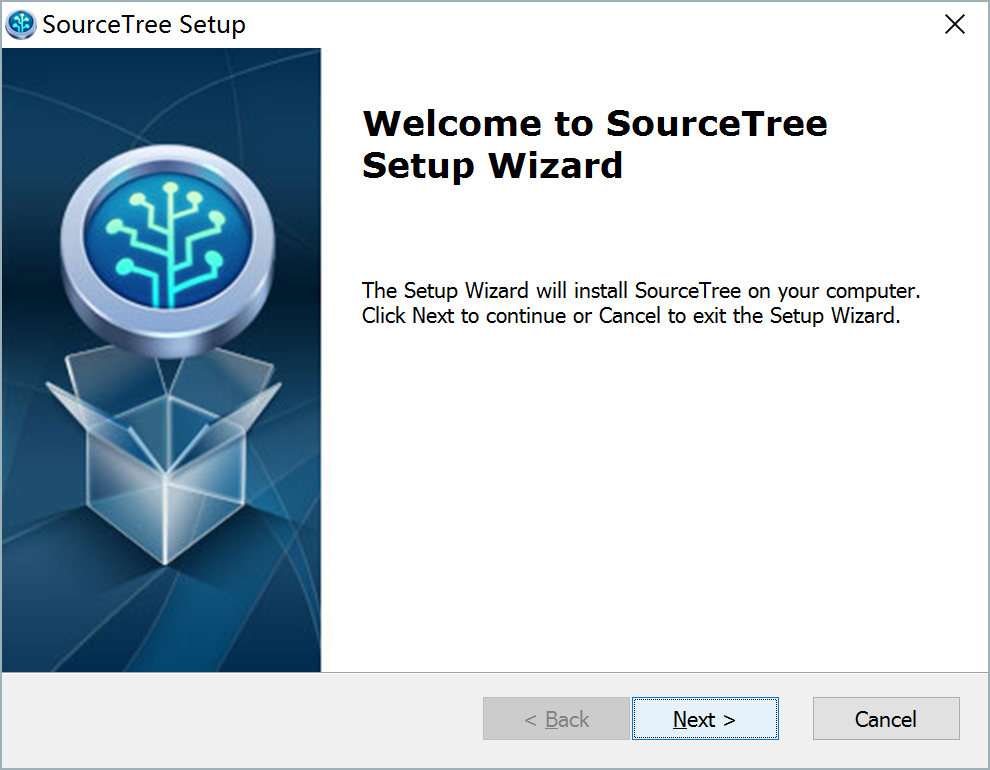 SourceTree Setup
Welcome to SourceTree
Setup Wizard
The Setup Wizard will install SourceTree on your computer.
Click Next to continue or Cancel to exit the Setup Wizard.
< Back
Next >
Cancel